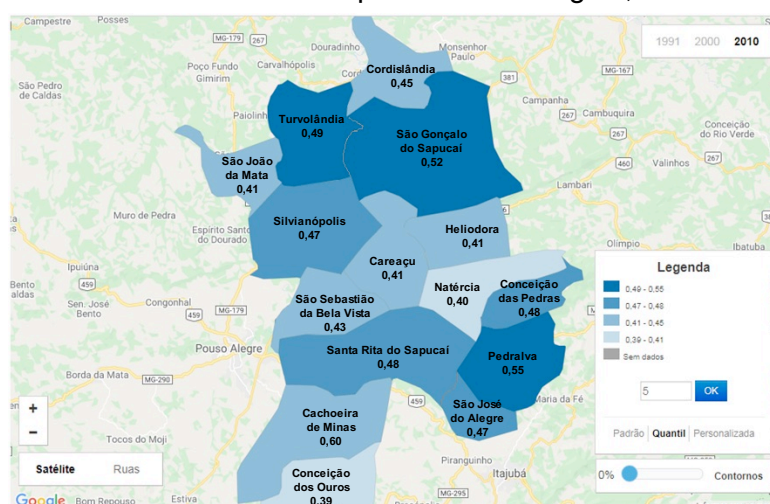 Campestre
Posses
MG-179
267
Douradinho
Monsenhor
Paulo
1991 2000 2010
Poço Fundo
Gimirim
Carvalhópolis
Cordislândia
0,45
381
MG-167
São Pedro
de Caldas
Campanha
Cambuquira
267
267
Conceição
do Rio Verde
Turvolândia
0,49
São Gonçalo
do Sapucaí
0,52
MG-179
São João
da Mata
0,41
460
Valinhos
267
Lambari
Muro de Pedra
Espírito Santo
do Dourado
Silvianópolis
0,47
Heliodora
0,41
Olimpio
Ibatuba
Ipuiúna
459
Careaçu
0,41
Natércia
0,40
Conceição
das Pedras
0,48
Legenda
0,49 - 0,55
0,47 - 0,48
0,41 - 0,45
0,39 - 0,41
Sem dados
Bento
aldas
Sen. José
Bento
Congonhal
459
MG-179
São Sebastião
da Bela Vista
0,43
Pouso Alegre
Santa Rita do Sapucaí
0,48
Pedralva
0,55
5
OK
Borda da Mata
MG-290
459
São José
do Alegre
0,47
Maria da Fé
+
−
Cachoeira
de Minas
0,60
Padrão Quantil Personalizada
Tocos do Moji
Piranguinho
Itajubá
Satélite Ruas
Conceição
dos Ouros
0,39
0% Contornos
MG-295
Google
Bom Repouso
Estiva